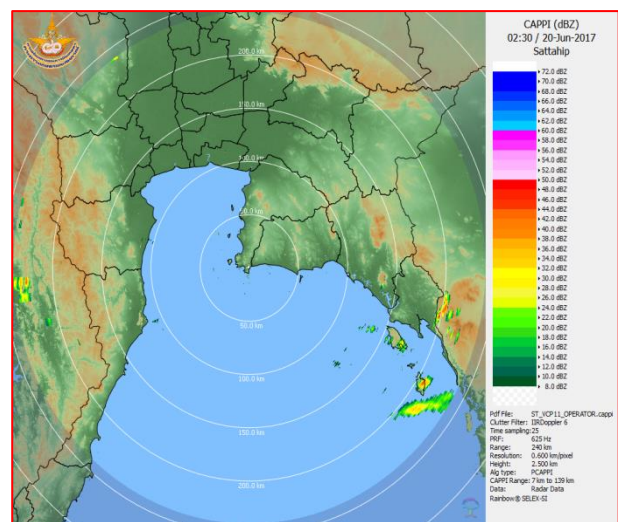 CAPPI (dBZ)
02:30 / 20-Jun-2017
Sattahip
72.0 dBZ
70.0 dBZ
68.0 dBZ
66.0 dBZ
64.0 dBZ
62.0 dBZ
60.0 dBZ
58.0 dBZ
56.6 dBZ
54.0 dBZ
52.0 dBZ
50.0 dBZ
48.0 dBZ
46.0 dBZ
44.0 dBZ
42.0 dBZ
40.0 dBZ
38.0 dBZ
36.0 dBZ
34.0 dBZ
32.0 dBZ
30.0 dBZ
28.0 dBZ
26.0 dBZ
24.0 dBZ
22.0 dBZ
20.0 dBZ
18.0 dBZ
16.0 dBZ
14.0 dBZ
12.0 dBZ
10.0 dBZ
8.0 dBZ
Pdf File: ST_VCP11_OPERATOR.cappi
Clutter Filter: IIRDoppler 6
Time sampling: 25
PRF: 625 Hz
Range: 240 km
Resolution: 0.600 km/pixel
Height: 2.500 km
Alg type: PCAPPI
CAPPI Range: 7 km to 139 km
Data: Radar Data
Rainbow® SELEX-SI
200.0 km
150.0 km
100.0 km
50.0 km
50.0 km
100.0 km
150.0 km
200.0 km